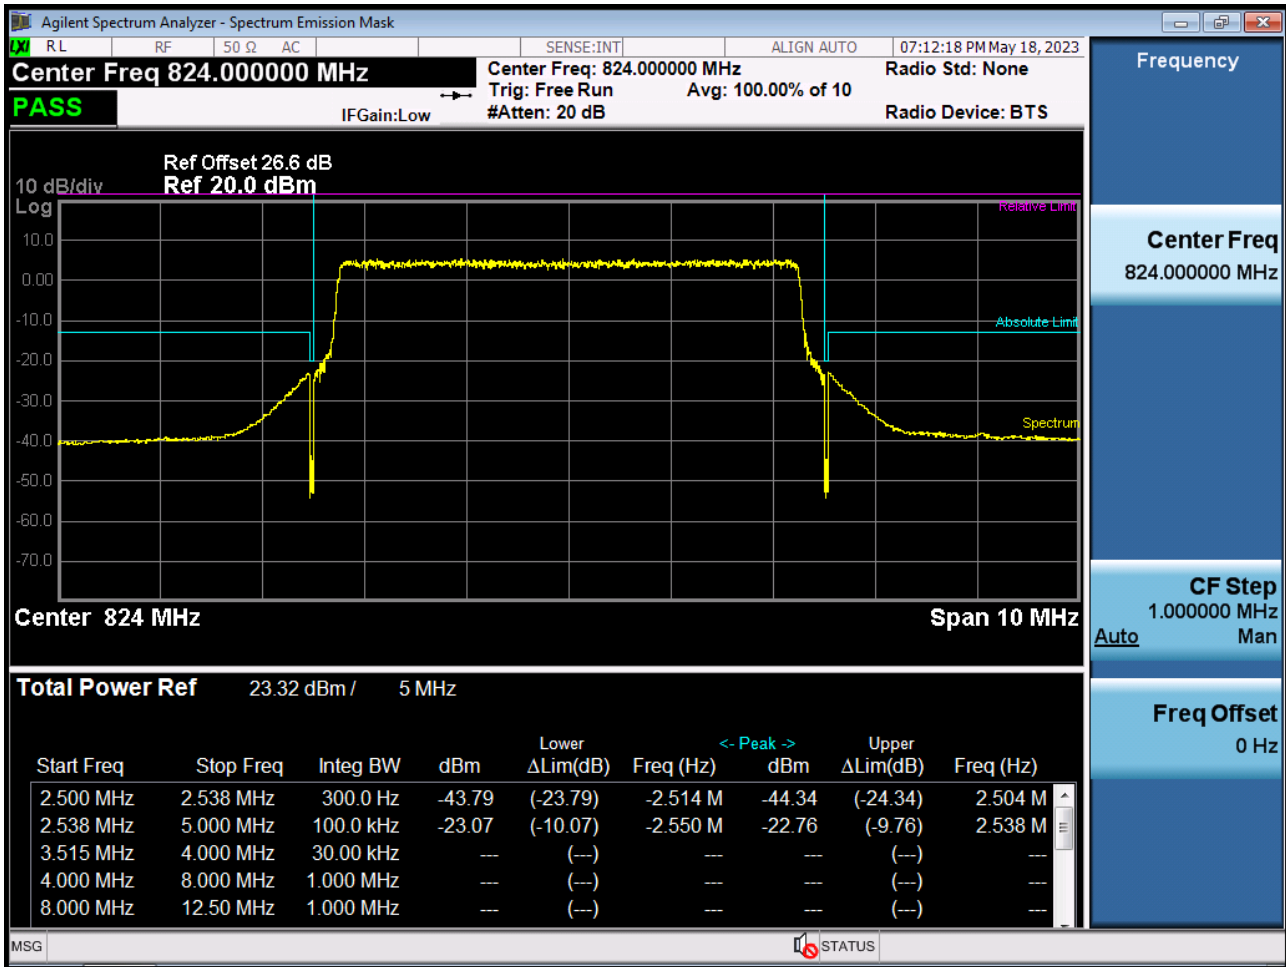 Agilent Spectrum Analyzer - Spectrum Emission Mask
LXI RL RF 50 Ω AC SENSE:INT ALIGN AUTO 07:12:18 PM May 18, 2023
Center Freq 824.000000 MHz
Center Freq: 824.000000 MHz Radio Std: None
Trig: Free Run Avg: 100.00% of 10
PASS IFGain:Low #Atten: 20 dB Radio Device: BTS
Ref Offset 26.6 dB
10 dB/div Ref 20.0 dBm
Log
Relative Limit
10.0
0.00
-10.0
Absolute Limit
-20.0
-30.0
Spectrum
-40.0
-50.0
-60.0
-70.0
Center 824 MHz Span 10 MHz
Total Power Ref 23.32 dBm / 5 MHz
Lower <- Peak -> Upper
Start Freq Stop Freq Integ BW dBm ΔLim(dB) Freq (Hz) dBm ΔLim(dB) Freq (Hz)
2.500 MHz 2.538 MHz 300.0 Hz -43.79 (-23.79) -2.514 M -44.34 (-24.34) 2.504 M
2.538 MHz 5.000 MHz 100.0 kHz -23.07 (-10.07) -2.550 M -22.76 (-9.76) 2.538 M
3.515 MHz 4.000 MHz 30.00 kHz --- (---) --- --- (---) ---
4.000 MHz 8.000 MHz 1.000 MHz --- (---) --- --- (---) ---
8.000 MHz 12.50 MHz 1.000 MHz --- (---) --- --- (---) ---
MSG STATUS
Frequency
Center Freq
824.000000 MHz
CF Step
1.000000 MHz
Auto Man
Freq Offset
0 Hz